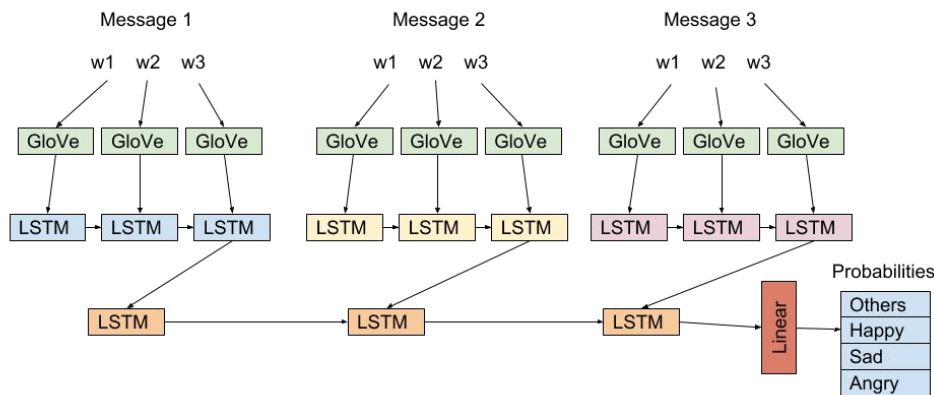 Message 1 Message 2 Message 3
w1 w2 w3 w1 w2 w3 w1 w2 w3
GloVe GloVe GloVe GloVe GloVe GloVe GloVe GloVe GloVe
LSTM LSTM LSTM LSTM LSTM LSTM LSTM LSTM LSTM
Probabilities
LSTM LSTM LSTM Linear
Others
Happy
Sad
Angry